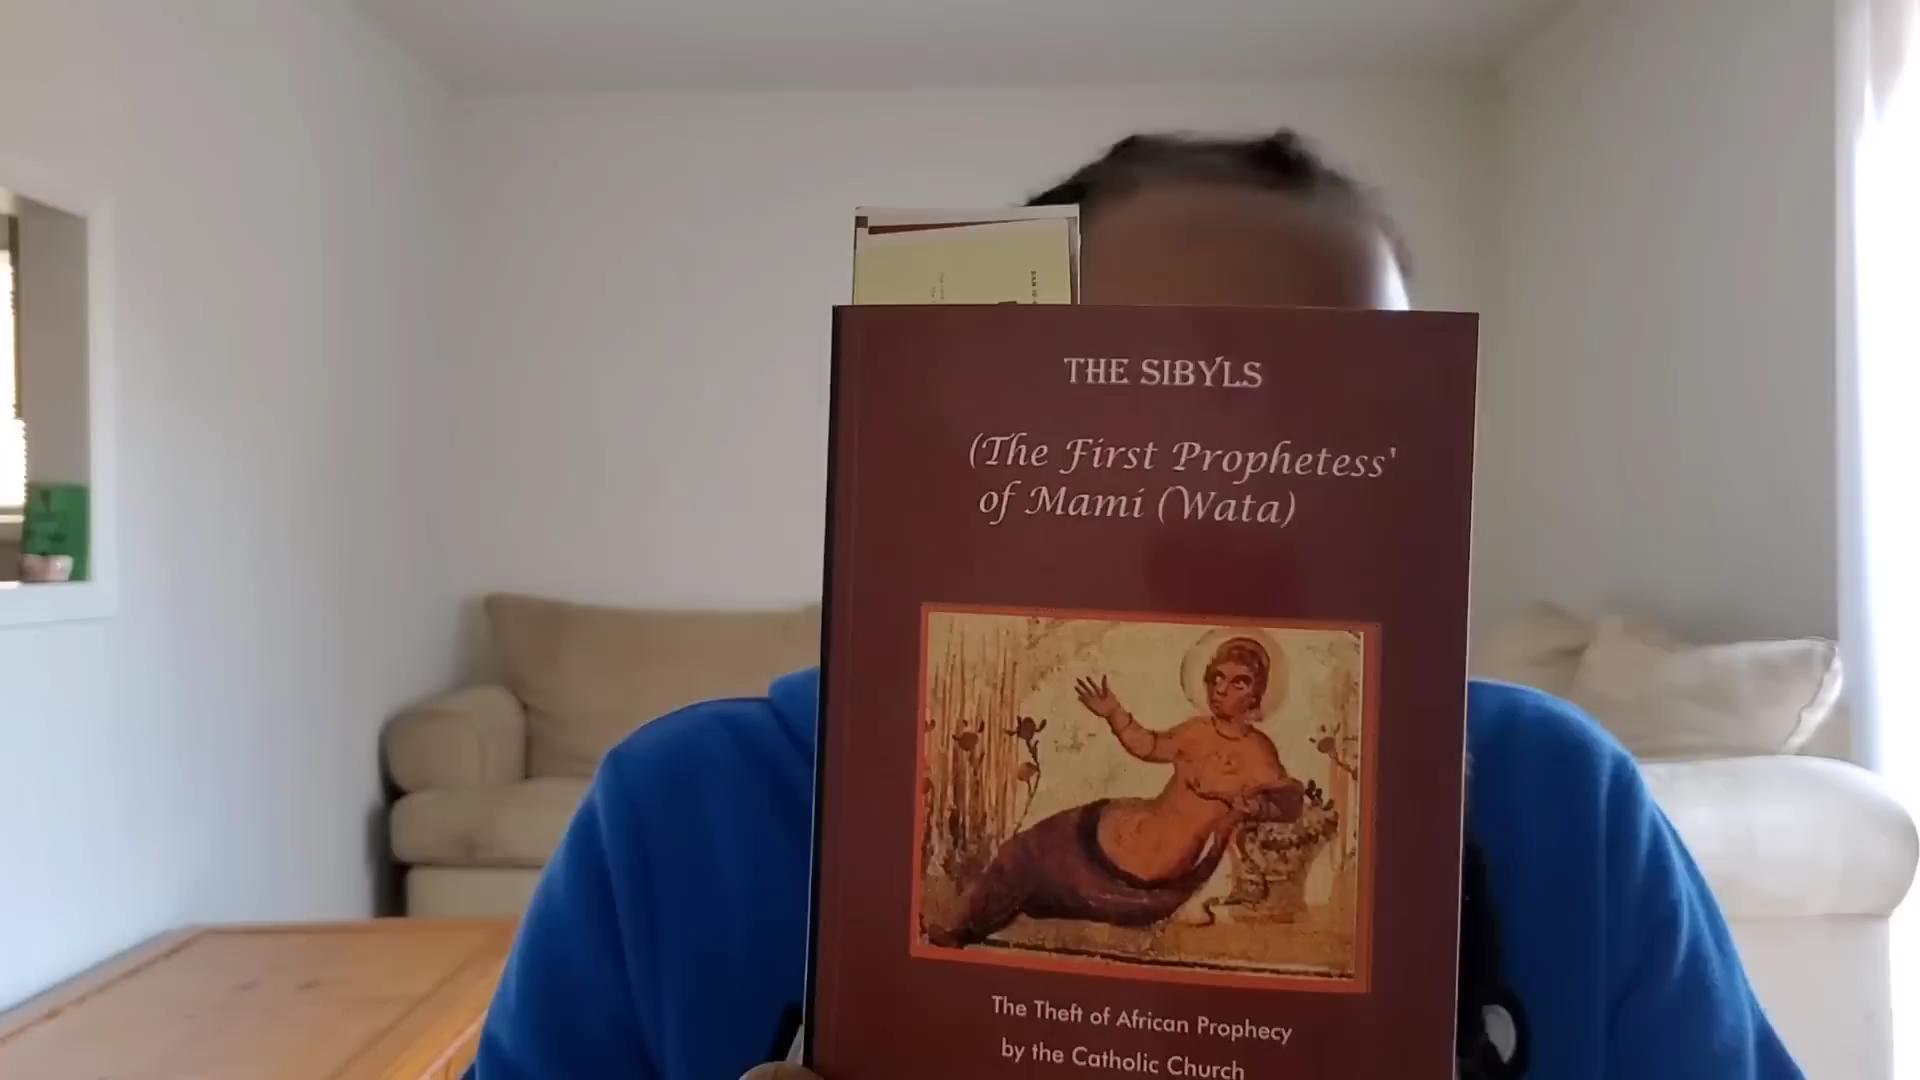 THE SIBYLS
(The First Prophetess'
of Mami (Wata)
The Theft of African Prophecy
by the Catholic Church